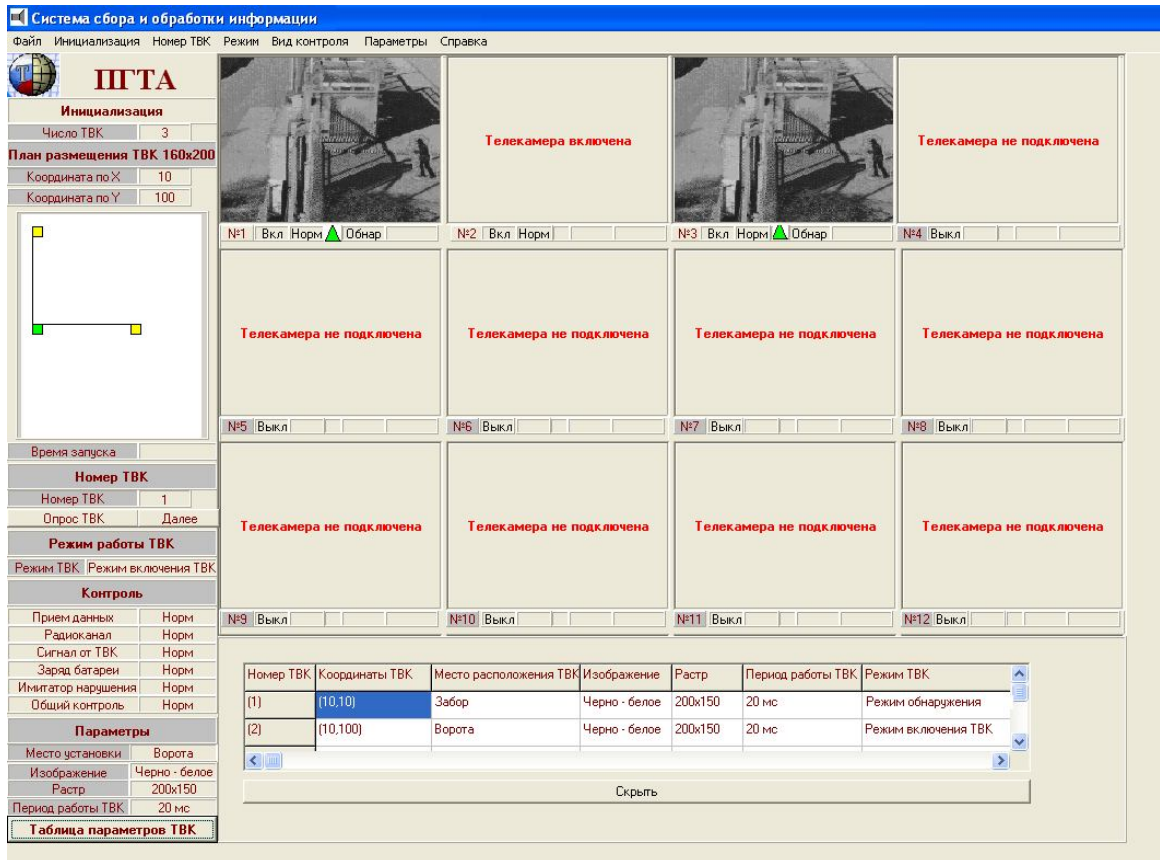 Система сбора и обработки информации
Файл Инициализация Номер ТВК Режим Вид контроля Параметры Справка
ПГТА
Инициализация
Число ТВК 3
План размещения ТВК 160x200
Координата по X 10
Координата по Y 100
Время запуска
Номер ТВК
Номер ТВК 1
Опрос ТВК Далее
Режим работы ТВК
Режим ТВК Режим включения ТВК
Контроль
Прием данных Норм
Радиоканал Норм
Сигнал от ТВК Норм
Заряд батареи Норм
Имитатор нарушения Норм
Общий контроль Норм
Параметры
Место установки Ворота
Изображение Черно - белое
Растр 200x150
Период работы ТВК 20 мс
Таблица параметров ТВК
Телекамера включена Телекамера не подключена
№1 Вкл Норм Обнар №2 Вкл Норм №3 Вкл Норм Обнар №4 Выкл
Телекамера не подключена Телекамера не подключена Телекамера не подключена Телекамера не подключена
№5 Выкл №6 Выкл №7 Выкл №8 Выкл
Телекамера не подключена Телекамера не подключена Телекамера не подключена Телекамера не подключена
№9 Выкл №10 Выкл №11 Выкл №12 Выкл
Номер ТВК Координаты ТВК Место расположения ТВК Изображение Растр Период работы ТВК Режим ТВК
(1) (10,10) Забор Черно - белое 200x150 20 мс Режим обнаружения
(2) (10,100) Ворота Черно - белое 200x150 20 мс Режим включения ТВК
Скрыть